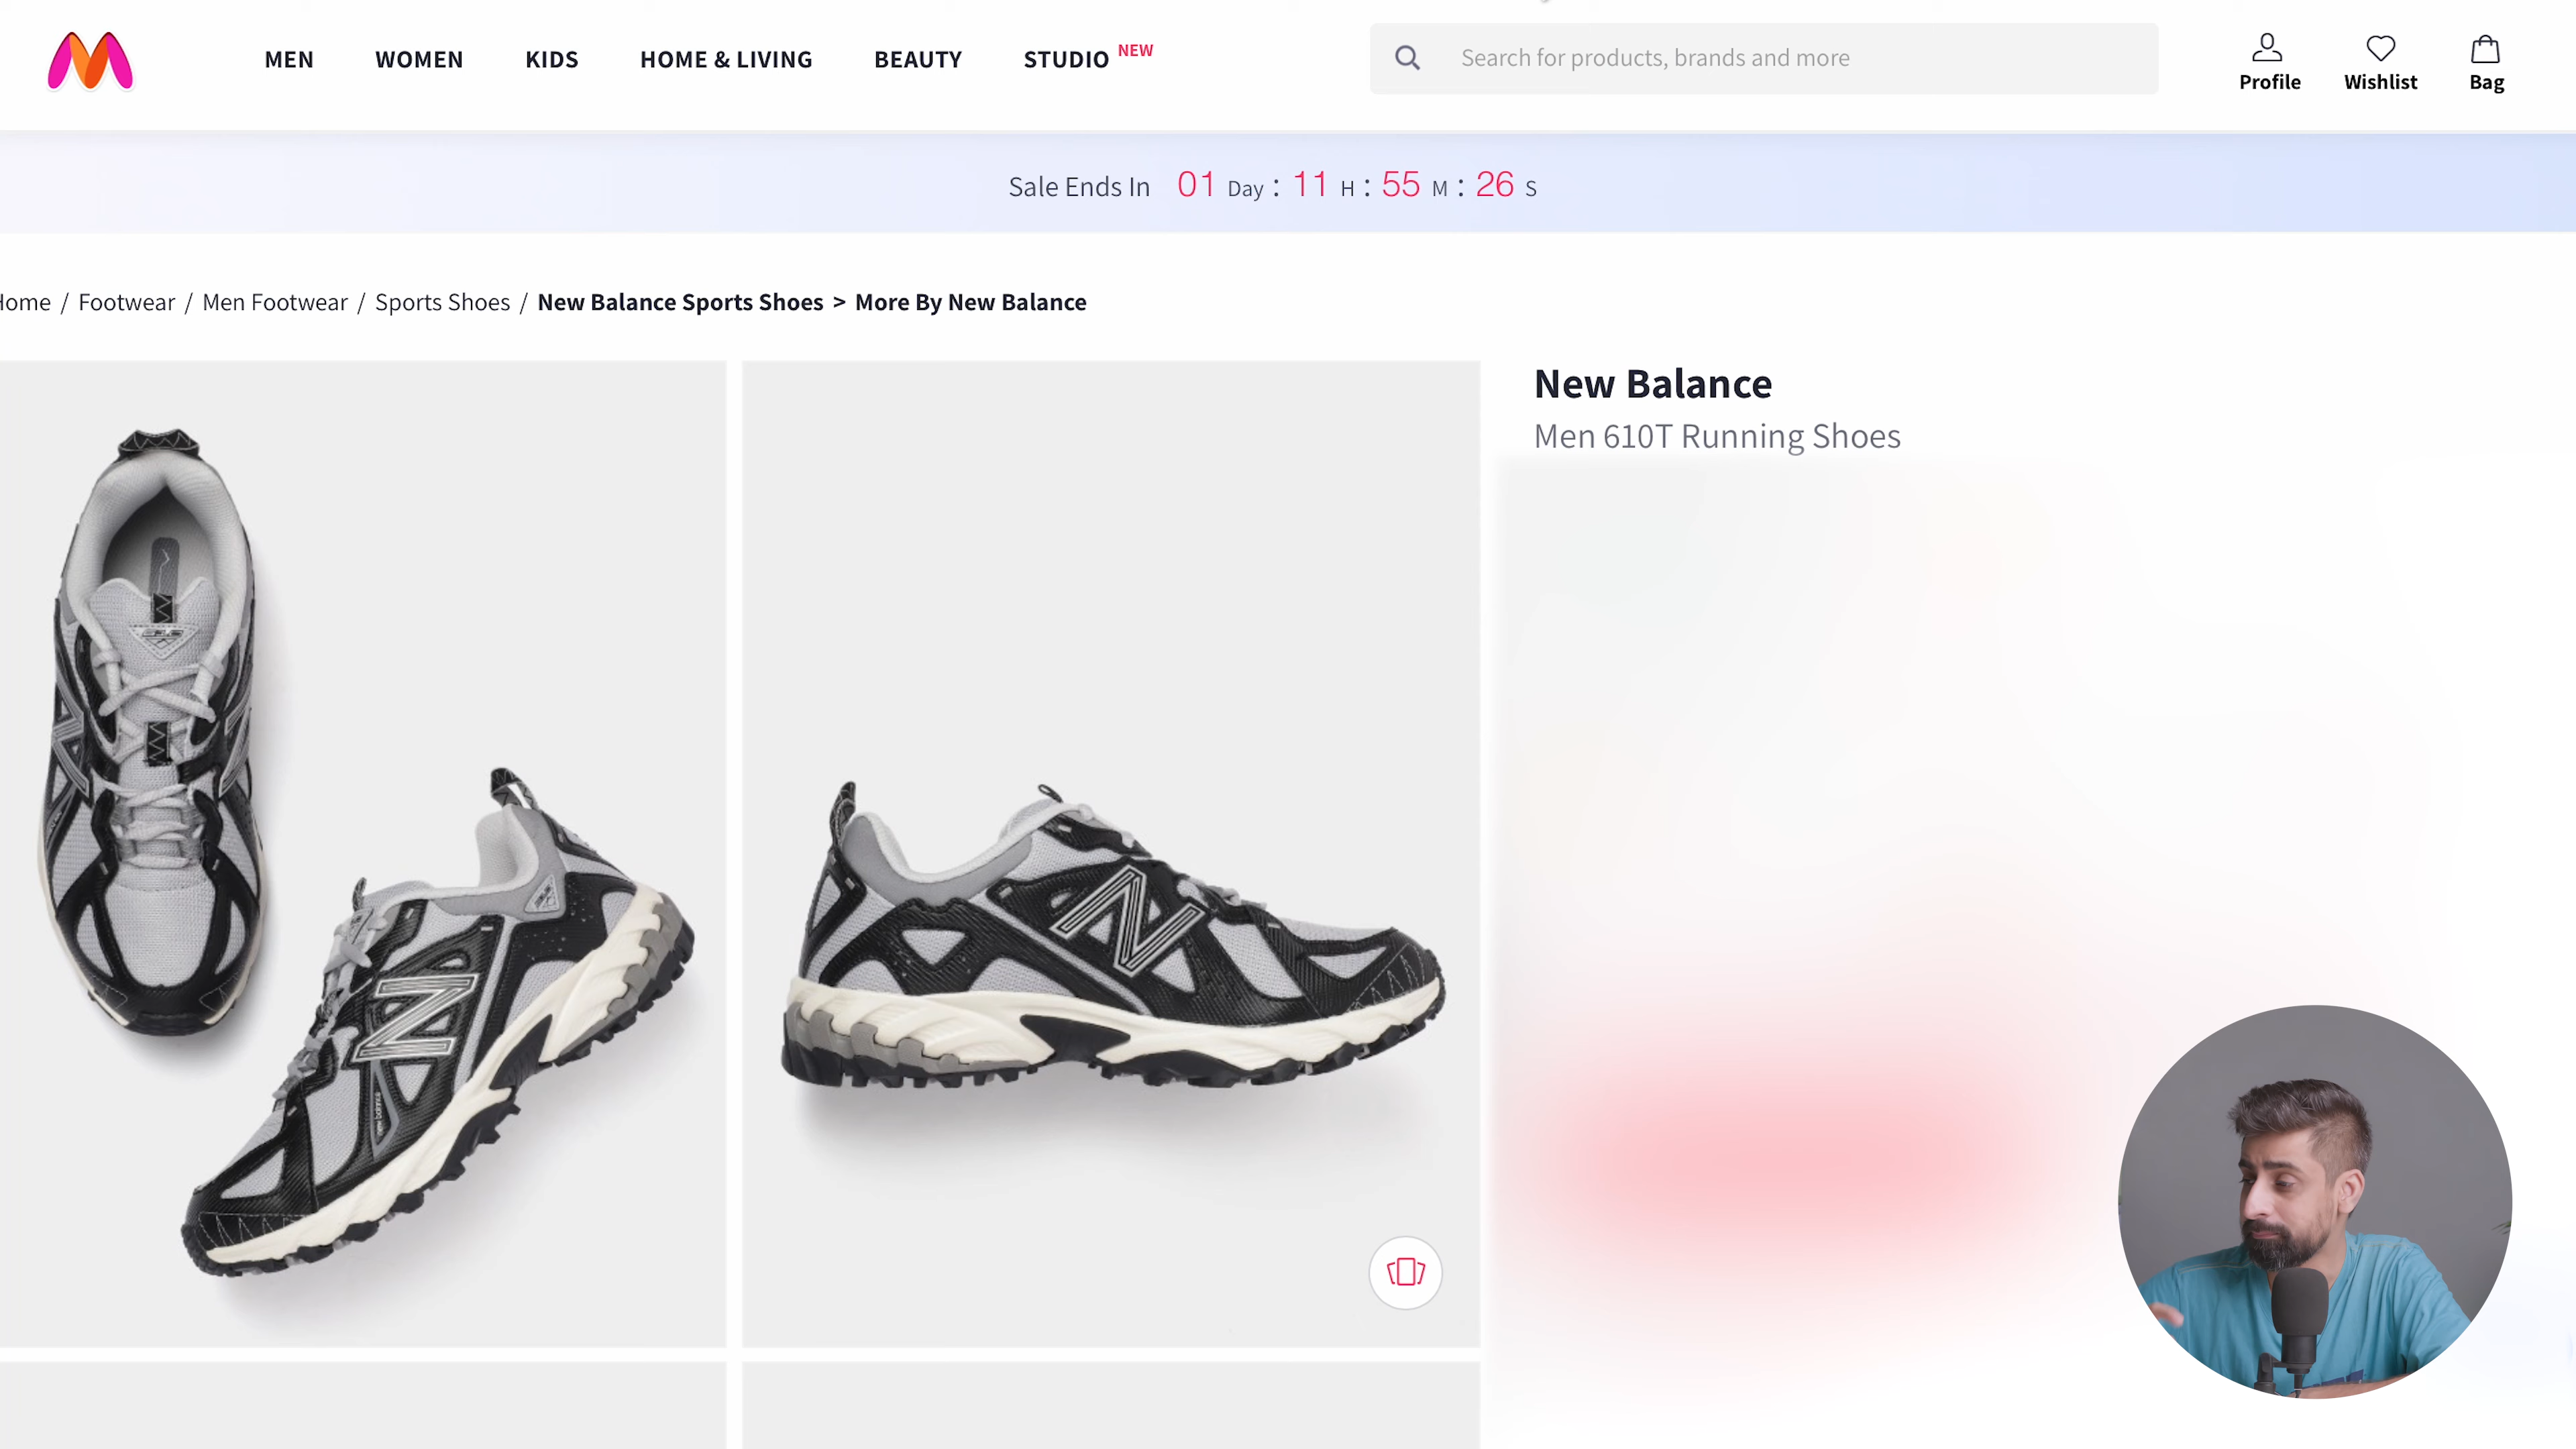 MEN WOMEN KIDS HOME & LIVING BEAUTY STUDIO NEW
Search for products, brands and more
Profile Wishlist Bag
Sale Ends In 01 Day : 11 H : 55 M : 26 S
Home / Footwear / Men Footwear / Sports Shoes / New Balance Sports Shoes > More By New Balance
New Balance
Men 610T Running Shoes
N
N